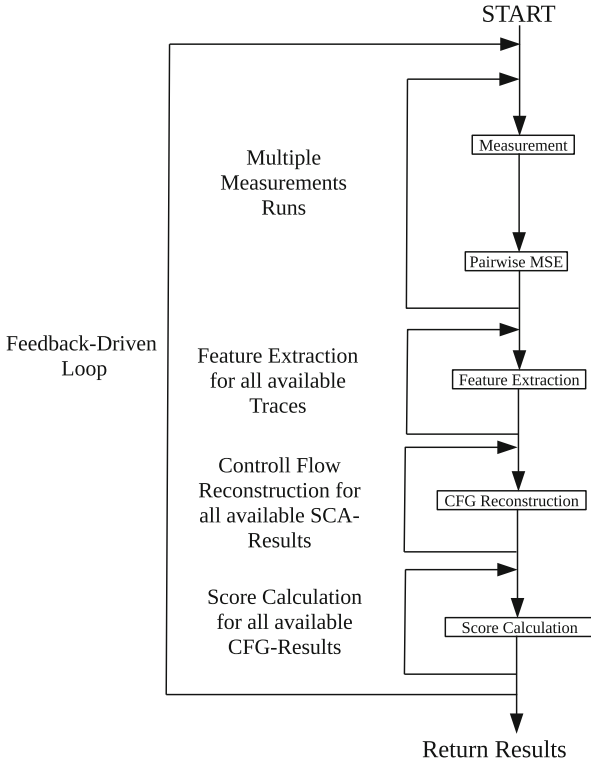 START
Measurement
Multiple
Measurements
Runs
Pairwise MSE
Feedback-Driven
Loop
Feature Extraction
for all available
Traces
Feature Extraction
Controll Flow
Reconstruction for
all available SCA-
Results
CFG Reconstruction
Score Calculation
for all available
CFG-Results
Score Calculation
Return Results